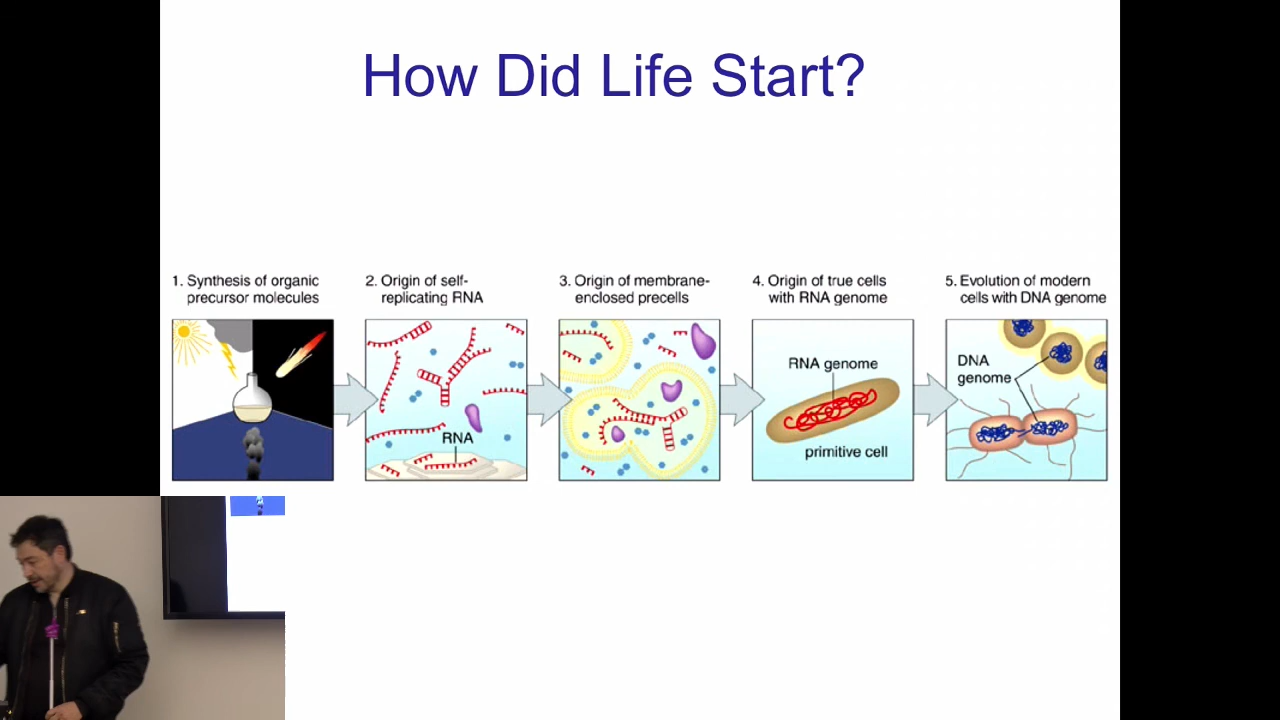 How Did Life Start?
1. Synthesis of organic
precursor molecules
2. Origin of self-
replicating RNA
3. Origin of membrane-
enclosed precells
4. Origin of true cells
with RNA genome
5. Evolution of modern
cells with DNA genome
RNA
RNA genome
primitive cell
DNA
genome